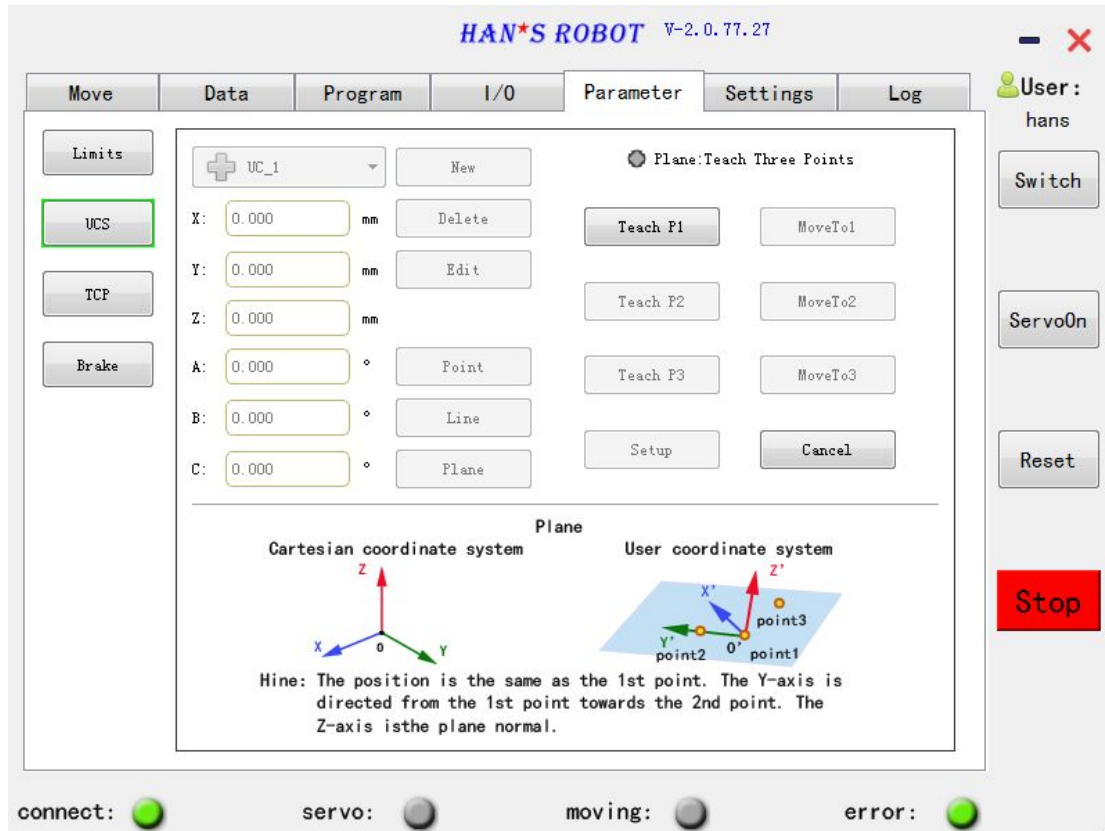 HAN*S ROBOT V-2.0.77.27
Move Data Program I/O Parameter Settings Log
User:
hans
Limits
UCS
TCP
Brake
UC_1 New
X: 0.000 mm Delete
Y: 0.000 mm Edit
Z: 0.000 mm
A: 0.000 ° Point
B: 0.000 ° Line
C: 0.000 ° Plane
Plane:Teach Three Points
Teach P1 MoveTo1
Teach P2 MoveTo2
Teach P3 MoveTo3
Setup Cancel
Switch
ServoOn
Reset
Stop
Plane
Cartesian coordinate system User coordinate system
Z
X O Y
Z'
X'
point3
Y' O'
point2 point1
Hine: The position is the same as the 1st point. The Y-axis is
directed from the 1st point towards the 2nd point. The
Z-axis isthe plane normal.
connect: servo: moving: error: